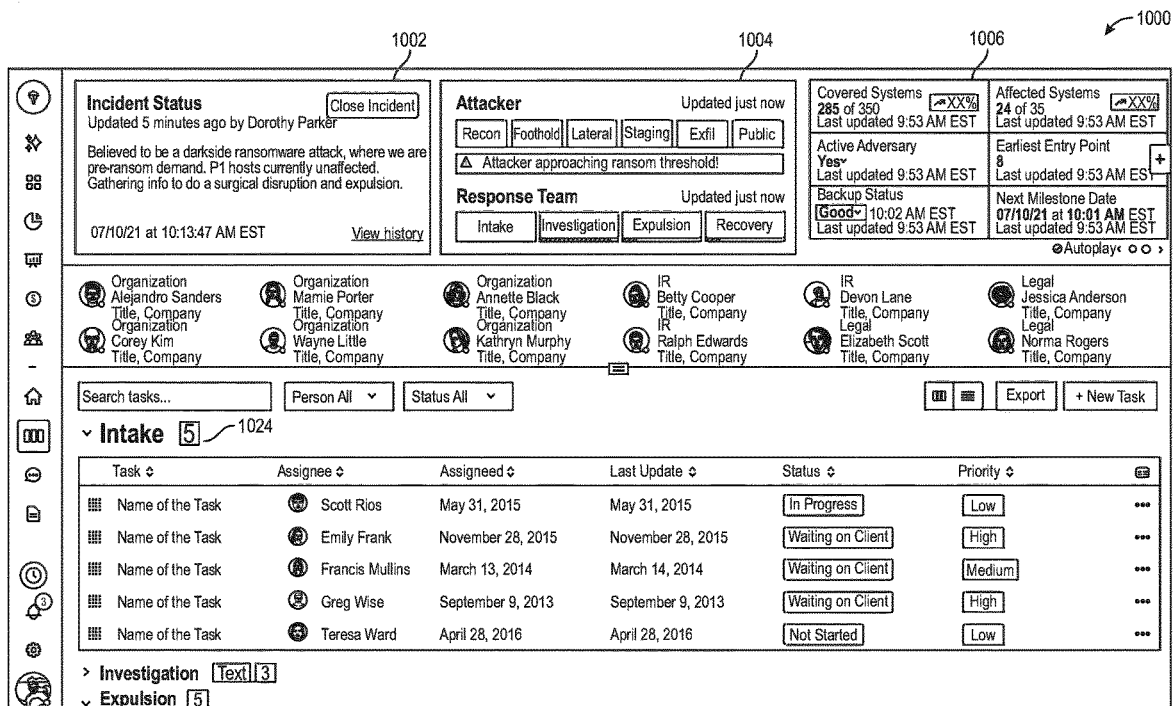 1000
1002
1004
1006
Incident Status
Close Incident
Updated 5 minutes ago by Dorothy Parker
Believed to be a darkside ransomware attack, where we are
pre-ransom demand. P1 hosts currently unaffected.
Gathering info to do a surgical disruption and expulsion.
07/10/21 at 10:13:47 AM EST
View history
Attacker
Updated just now
Recon Foothold Lateral Staging Exfil Public
Attacker approaching ransom threshold!
Response Team
Updated just now
Intake Investigation Expulsion Recovery
Covered Systems
285 of 350
XX%
Last updated 9:53 AM EST
Affected Systems
24 of 35
XX%
Last updated 9:53 AM EST
Active Adversary
Yes
Last updated 9:53 AM EST
Earliest Entry Point
8
Last updated 9:53 AM EST
+
Backup Status
Good 10:02 AM EST
Last updated 9:53 AM EST
Next Milestone Date
07/10/21 at 10:01 AM EST
Last updated 9:53 AM EST
Autoplay
Organization
Alejandro Sanders
Title, Company
Organization
Mamie Porter
Title, Company
Organization
Annette Black
Title, Company
IR
Betty Cooper
Title, Company
IR
Devon Lane
Title, Company
Legal
Jessica Anderson
Title, Company
Organization
Corey Kim
Title, Company
Organization
Wayne Little
Title, Company
Organization
Kathryn Murphy
Title, Company
IR
Ralph Edwards
Title, Company
Legal
Elizabeth Scott
Title, Company
Legal
Norma Rogers
Title, Company
Search tasks...
Person All
Status All
Export
+ New Task
Intake 5
1024
Task Assignee Assigneed Last Update Status Priority
Name of the Task Scott Rios May 31, 2015 May 31, 2015 In Progress Low
Name of the Task Emily Frank November 28, 2015 November 28, 2015 Waiting on Client High
Name of the Task Francis Mullins March 13, 2014 March 14, 2014 Waiting on Client Medium
Name of the Task Greg Wise September 9, 2013 September 9, 2013 Waiting on Client High
Name of the Task Teresa Ward April 28, 2016 April 28, 2016 Not Started Low
3
Investigation Text 3
Expulsion 5